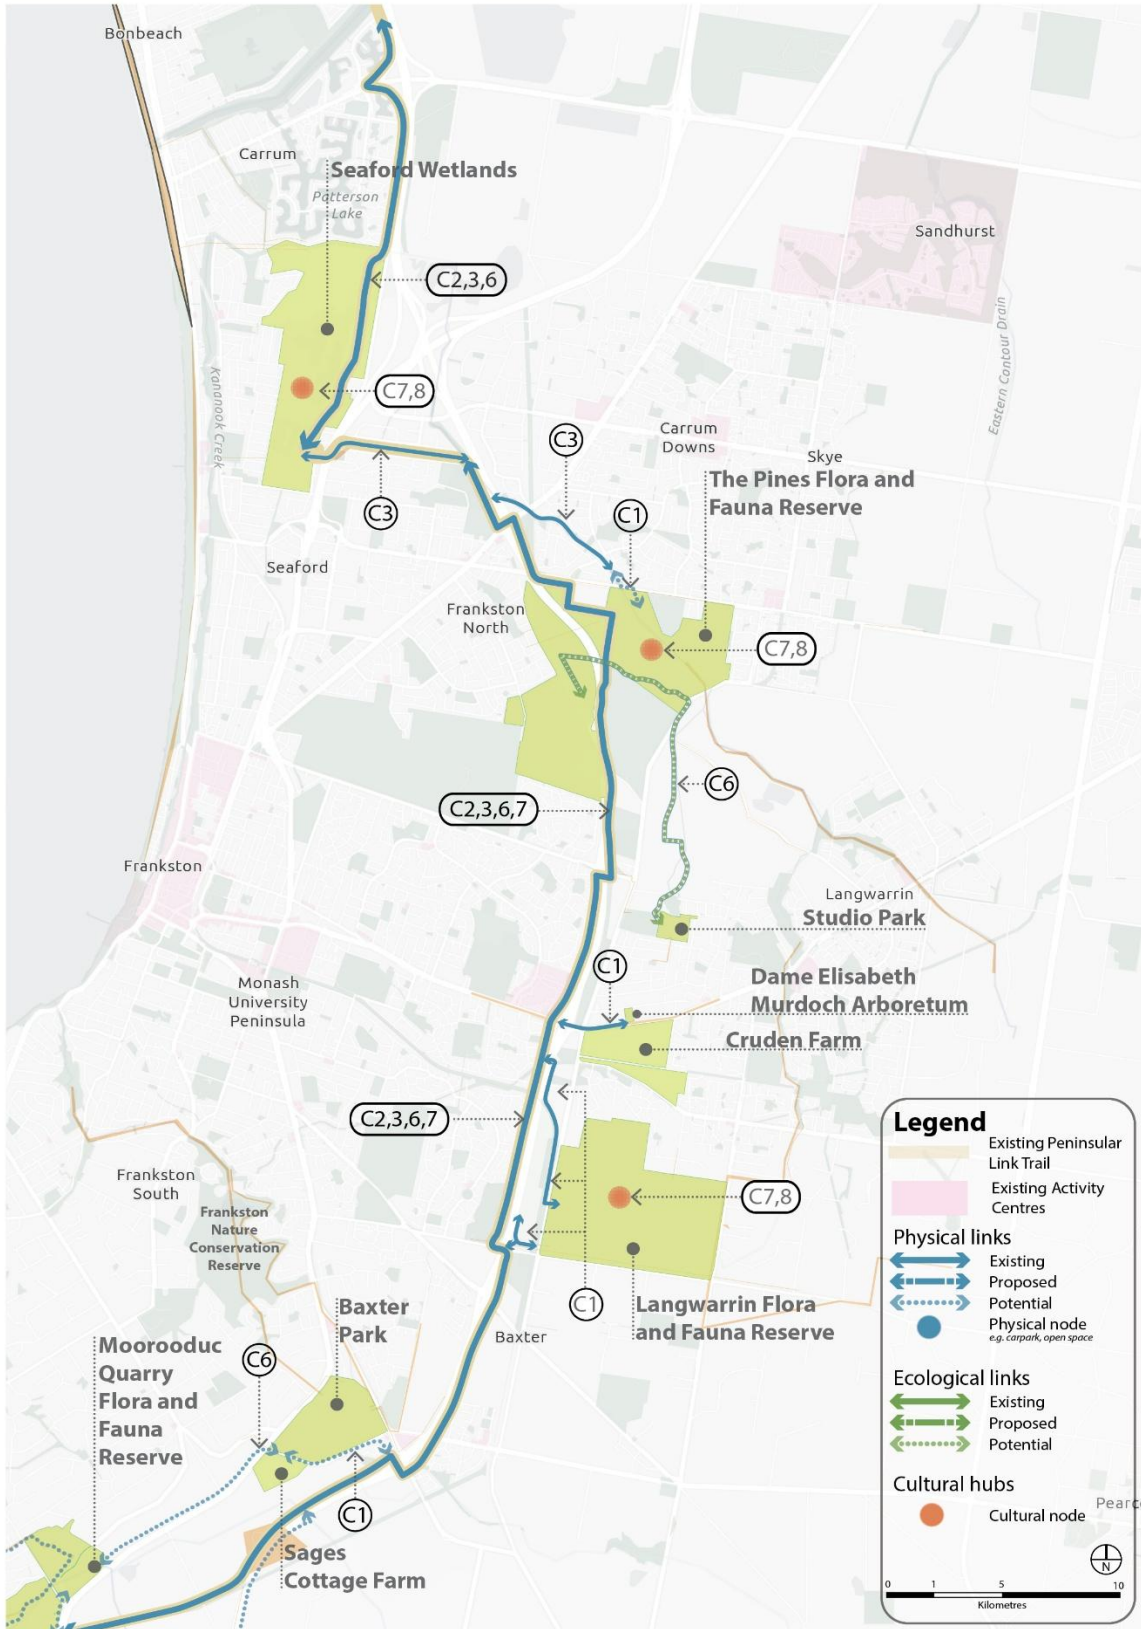 Bonbeach
Carrum
Seaford Wetlands
Patterson
Lake
Sandhurst
C2,3,6
Eastern Contour Drain
Kananook Creek
C7,8
Carrum
Downs
C3
Skye
The Pines Flora and
Fauna Reserve
C3
C1
Seaford
Frankston
North
C7,8
C6
C2,3,6,7
Frankston
Langwarrin
Studio Park
C1
Dame Elisabeth
Murdoch Arboretum
Monash
University
Peninsula
Cruden Farm
C2,3,6,7
Frankston
South
C7,8
Frankston
Nature
Conservation
Reserve
C1
Langwarrin Flora
and Fauna Reserve
Baxter
Park
Baxter
Moorooduc
Quarry
Flora and
Fauna
Reserve
C6
C1
Sages
Cottage Farm
Legend
Existing Peninsular
Link Trail
Existing Activity
Centres
Physical links
Existing
Proposed
Potential
Physical node
e.g. carpark, open space
Ecological links
Existing
Proposed
Potential
Cultural hubs
Cultural node
Pearc
N
0 1 5 10
Kilometres